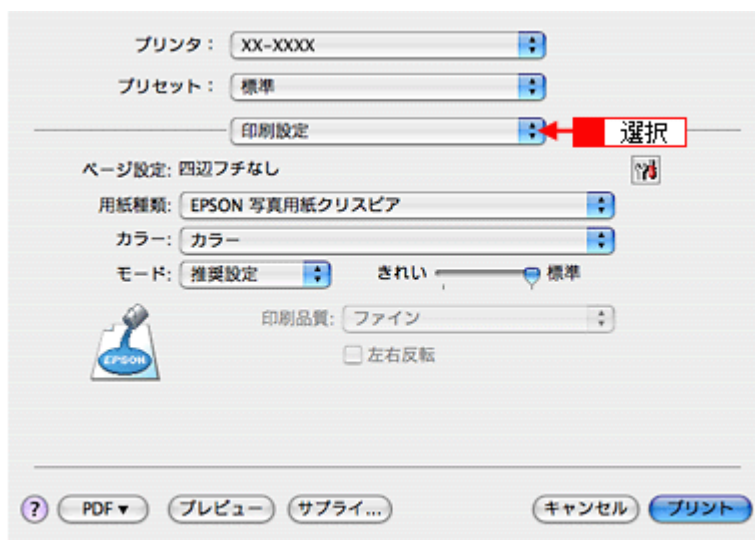 プリンタ： XX-XXXX
プリセット： 標準
印刷設定 選択
ページ設定: 四辺フチなし
用紙種類: EPSON 写真用紙クリスピア
カラー: カラー
モード: 推奨設定 きれい 標準
印刷品質: ファイン
EPSON 左右反転
? PDF▼ プレビュー サプライ... キャンセル プリント